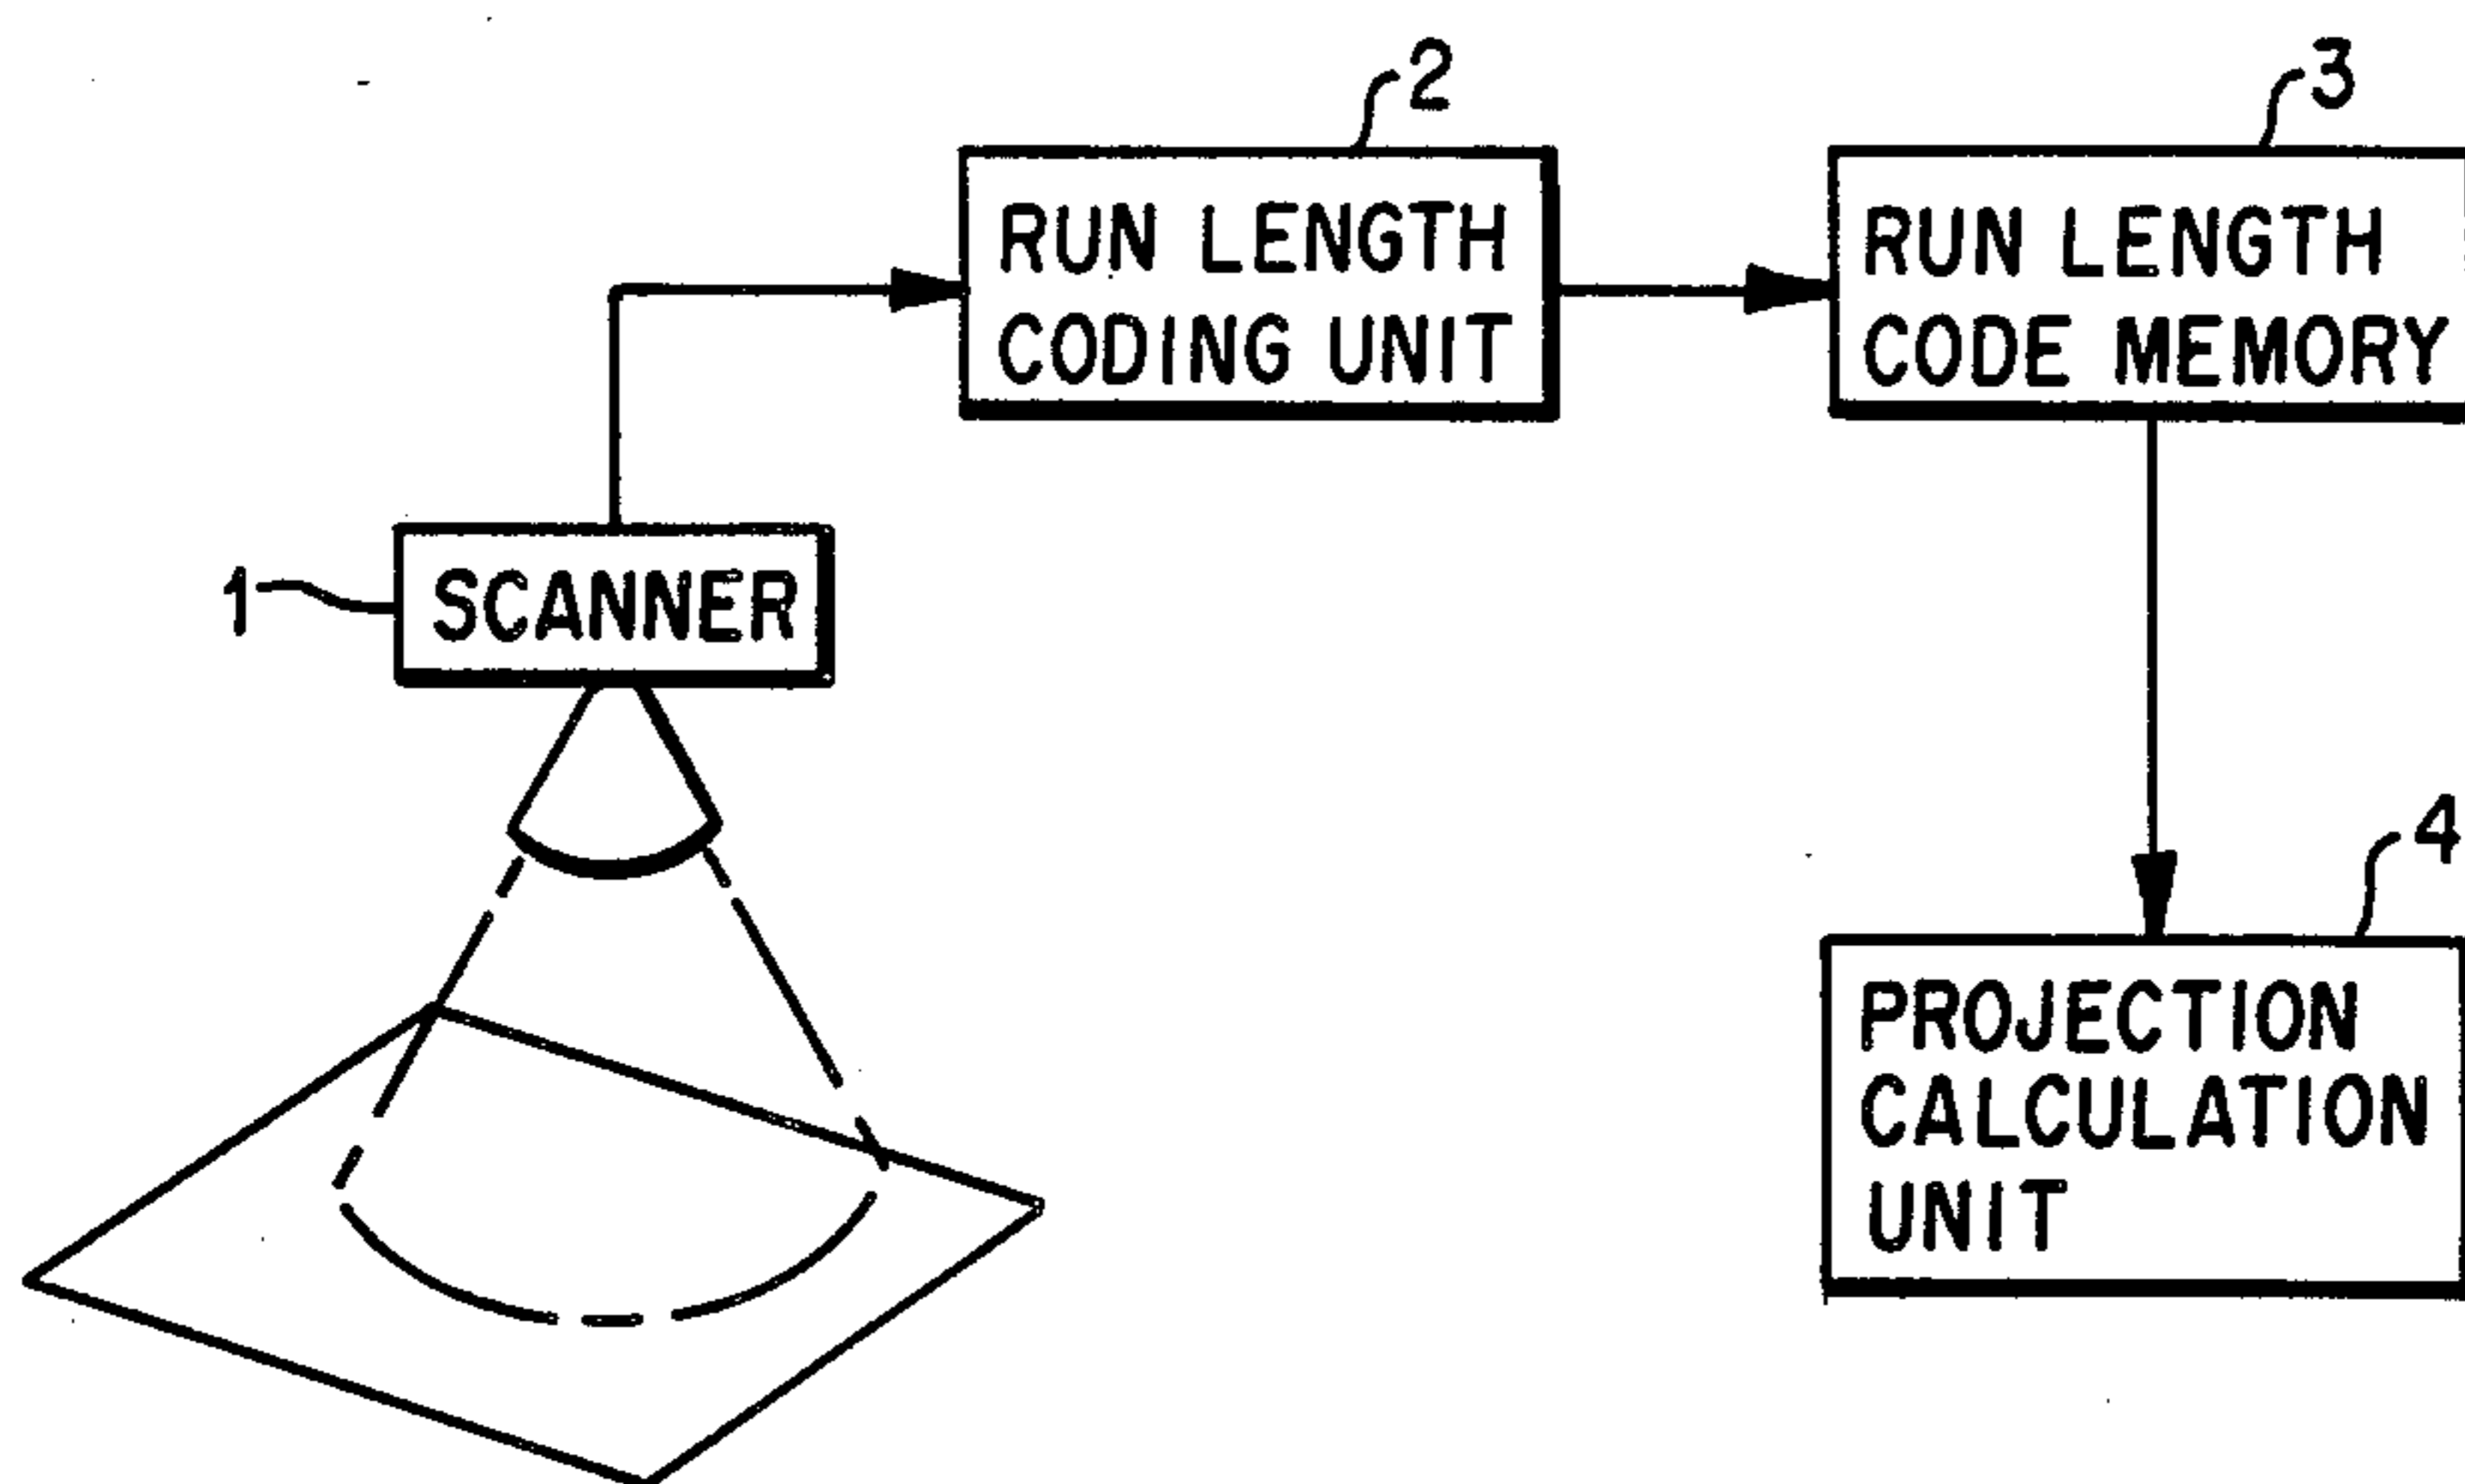 2
RUN LENGTH
CODING UNIT
3
RUN LENGTH
CODE MEMORY
1
SCANNER
4
PROJECTION
CALCULATION
UNIT